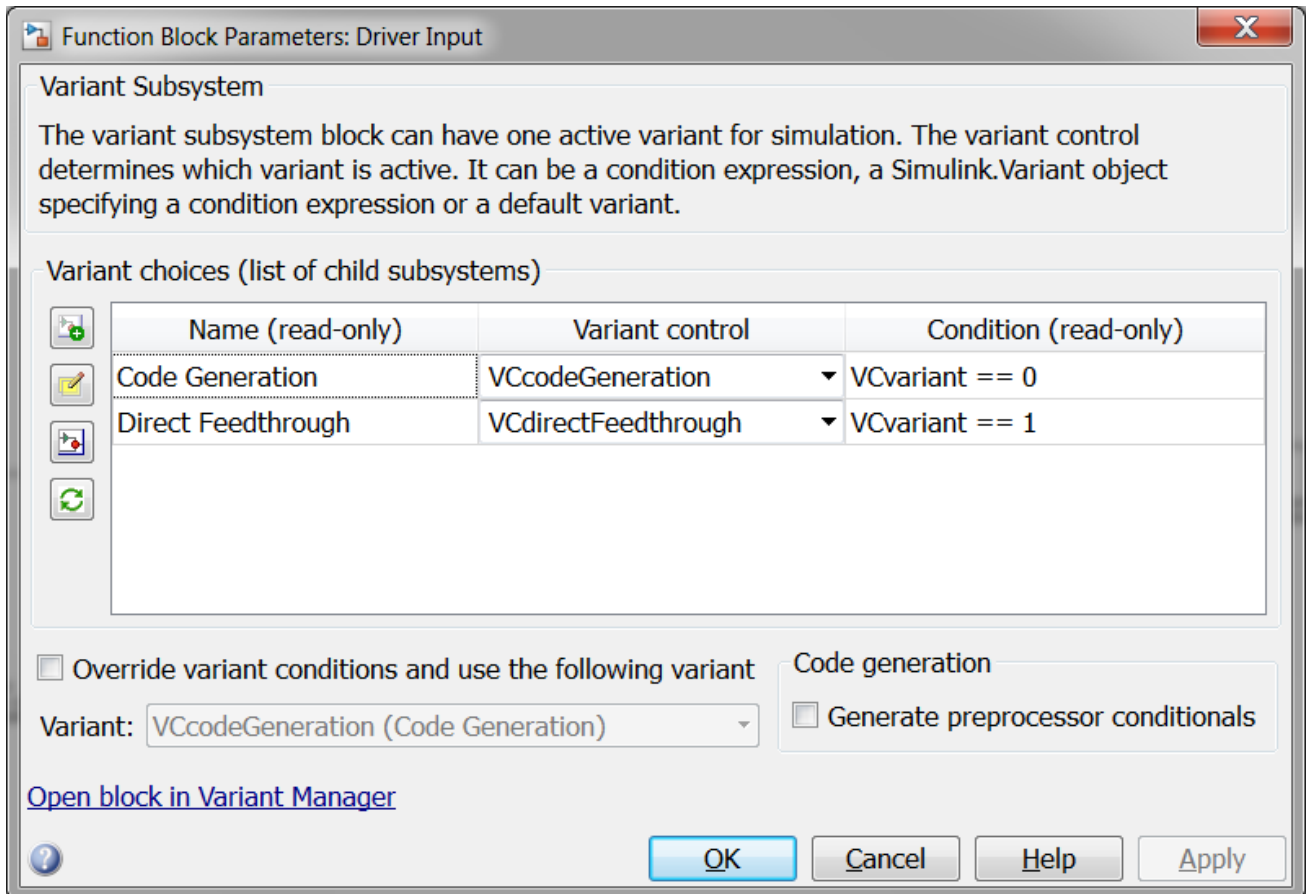 Function Block Parameters: Driver Input
X
Variant Subsystem
The variant subsystem block can have one active variant for simulation. The variant control
determines which variant is active. It can be a condition expression, a Simulink.Variant object
specifying a condition expression or a default variant.
Variant choices (list of child subsystems)
Name (read-only) Variant control Condition (read-only)
Code Generation VCcodeGeneration VCvariant == 0
Direct Feedthrough VCdirectFeedthrough VCvariant == 1
Override variant conditions and use the following variant
Variant: VCcodeGeneration (Code Generation)
Code generation
Generate preprocessor conditionals
Open block in Variant Manager
?
OK Cancel Help Apply